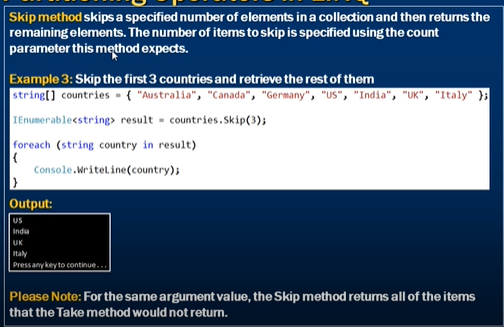 Partitioning Operators in LINQ
Skip method skips a specified number of elements in a collection and then returns the
remaining elements. The number of items to skip is specified using the count
parameter this method expects.
Example 3: Skip the first 3 countries and retrieve the rest of them
string[] countries = { "Australia", "Canada", "Germany", "US", "India", "UK", "Italy" };
IEnumerable<string> result = countries.Skip(3);
foreach (string country in result)
{
Console.WriteLine(country);
}
Output:
US
India
UK
Italy
Press any key to continue . . .
Please Note: For the same argument value, the Skip method returns all of the items
that the Take method would not return.